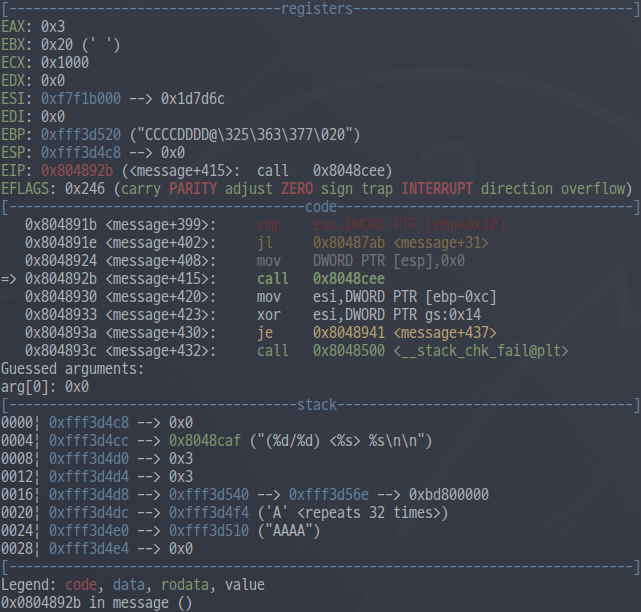 [----------------------------------registers-----------------------------------]
EAX: 0x3
EBX: 0x20 (' ')
ECX: 0x1000
EDX: 0x0
ESI: 0xf7f1b000 --> 0x1d7d6c
EDI: 0x0
EBP: 0xfff3d520 ("CCCCDDDD@\325\363\377\020")
ESP: 0xfff3d4c8 --> 0x0
EIP: 0x804892b (<message+415>: call 0x8048cee)
EFLAGS: 0x246 (carry PARITY adjust ZERO sign trap INTERRUPT direction overflow)
[-------------------------------------code-------------------------------------]
0x804891b <message+399>: cmp eax,DWORD PTR [ebp+0x10]
0x804891e <message+402>: jl 0x80487ab <message+31>
0x8048924 <message+408>: mov DWORD PTR [esp],0x0
=> 0x804892b <message+415>: call 0x8048cee
0x8048930 <message+420>: mov esi,DWORD PTR [ebp-0xc]
0x8048933 <message+423>: xor esi,DWORD PTR gs:0x14
0x804893a <message+430>: je 0x8048941 <message+437>
0x804893c <message+432>: call 0x8048500 <__stack_chk_fail@plt>
Guessed arguments:
arg[0]: 0x0
[------------------------------------stack-------------------------------------]
0000| 0xfff3d4c8 --> 0x0
0004| 0xfff3d4cc --> 0x8048caf ("(%d/%d) <%s> %s\n\n")
0008| 0xfff3d4d0 --> 0x3
0012| 0xfff3d4d4 --> 0x3
0016| 0xfff3d4d8 --> 0xfff3d540 --> 0xfff3d56e --> 0xbd800000
0020| 0xfff3d4dc --> 0xfff3d4f4 ('A' <repeats 32 times>)
0024| 0xfff3d4e0 --> 0xfff3d510 ("AAAA")
0028| 0xfff3d4e4 --> 0x0
[------------------------------------------------------------------------------]
Legend: code, data, rodata, value
0x0804892b in message ()